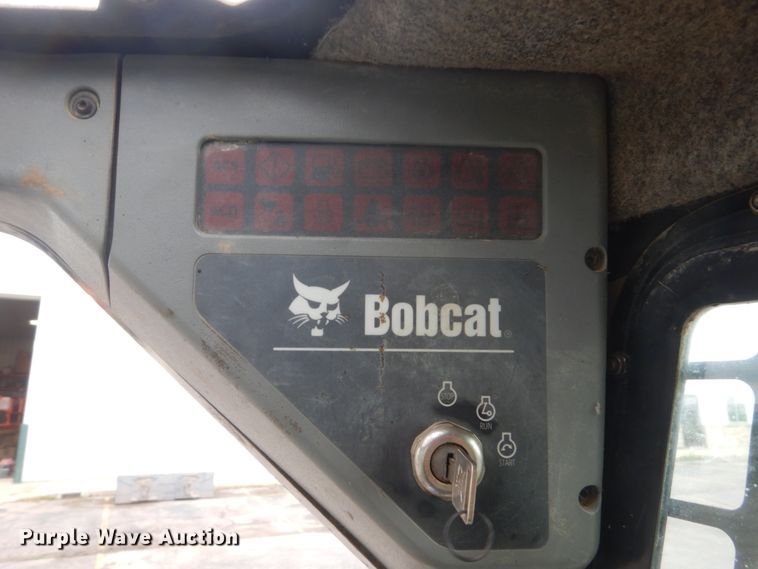 Bobcat
STOP
RUN
START
Purple Wave Auction